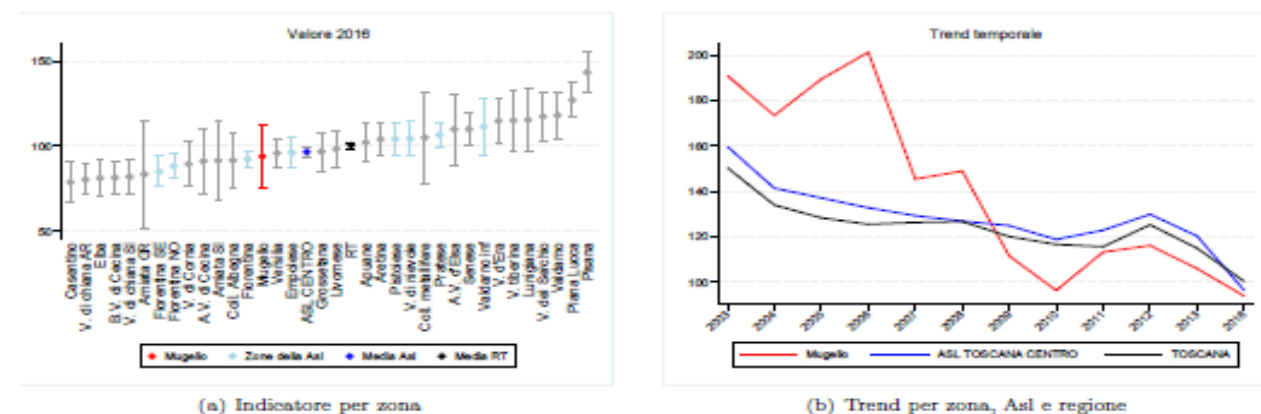 Valore 2016
150
100
50
Casentino
V. di chiana AR
Elba
B.V. di Cecina
V. di chiana SI
Amiata GR
Fiorentina SE
Fiorentina NO
V. di Cornia
A.V. di Cecina
Amiata SI
Coll. Albegna
Fiorentina
Mugello
Versilia
Empolese
ASL CENTRO
Grossetana
Livornese
RT
Apuane
Aretina
Pistoiese
V. di nievole
Coll. metallifere
Pratese
A.V. d'Elsa
Senese
Valdarno Inf
V. d'Era
V. tiberina
Lunigiana
V. del Serchio
Valdarno
Piana Lucca
Pisana
Mugello Zone della Asl Media Asl Media RT
(a) Indicatore per zona
Trend temporale
200
180
160
140
120
100
2003 2004 2005 2006 2007 2008 2009 2010 2011 2012 2013 2016
Mugello ASL TOSCANA CENTRO TOSCANA
(b) Trend per zona, Asl e regione